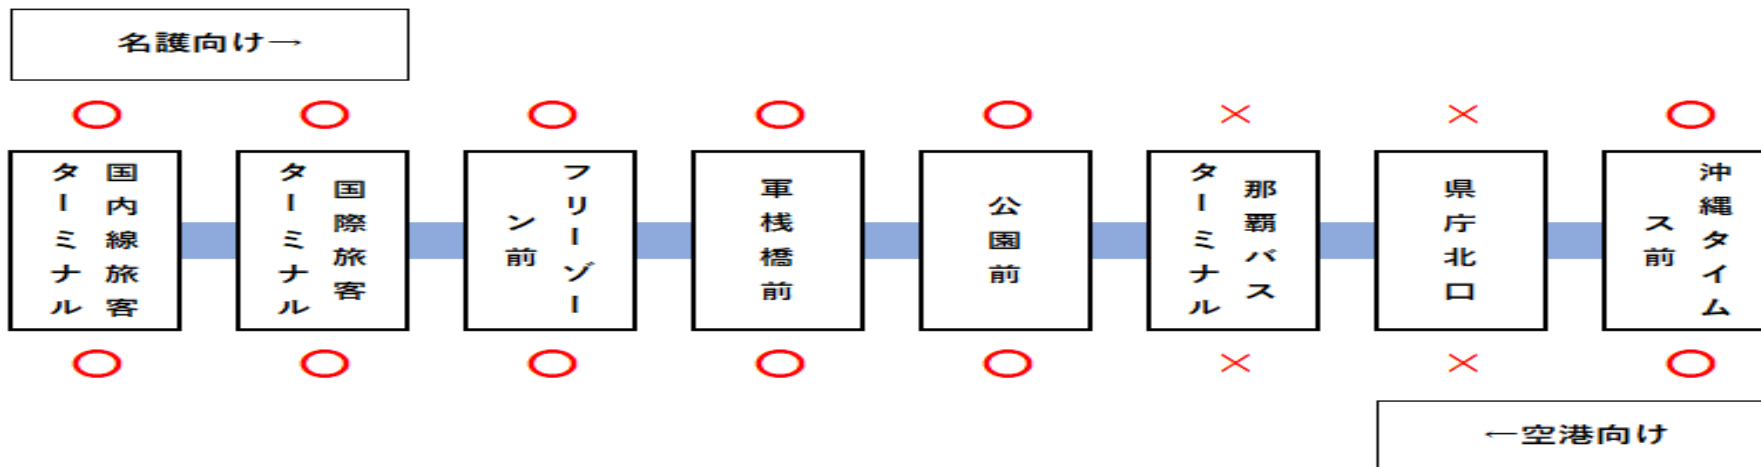 名護向け→
〇 〇 〇 〇 〇 × × 〇
国内線旅客
ターミナル
国際旅客
ターミナル
フリーゾー
ン前
軍桟橋前
公園前
那覇バス
ターミナル
県庁北口
沖縄タイム
ス前
〇 〇 〇 〇 〇 × × 〇
←空港向け